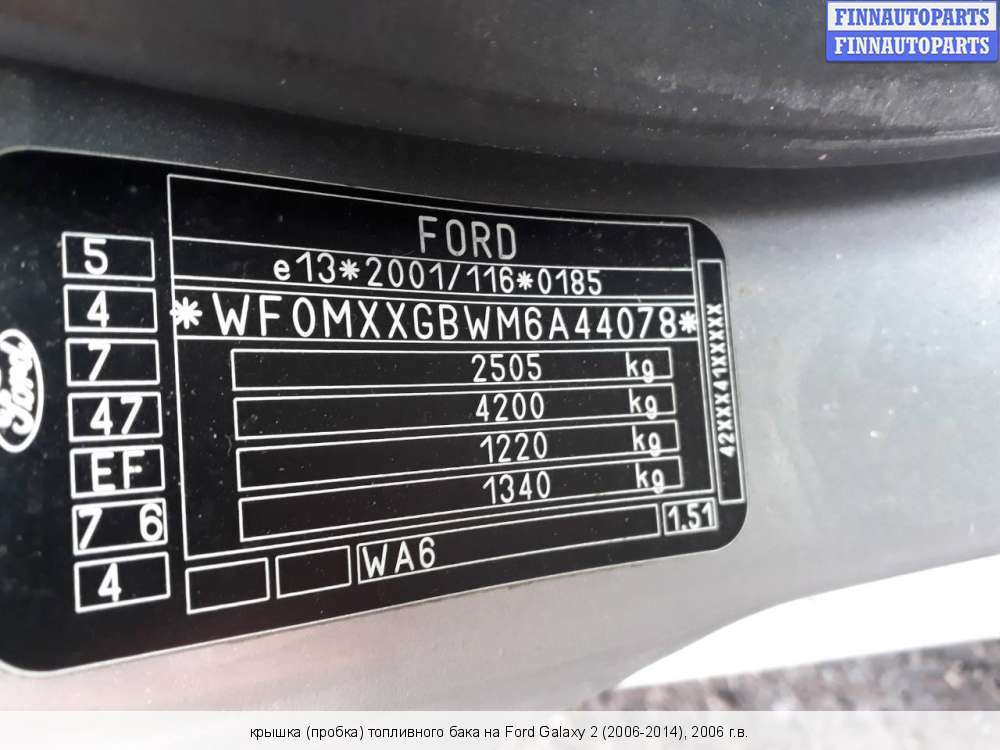 FINNAUTOPARTS
FINNAUTOPARTS
FORD
e13*2001/116*0185
*WF0MXXGBWM6A44078*
2505 kg
4200 kg
1220 kg
1340 kg
WA6
1.51
42XXX41XXXXX
5
4
7
47
EF
7 6
4
Ford
крышка (пробка) топливного бака на Ford Galaxy 2 (2006-2014), 2006 г.в.